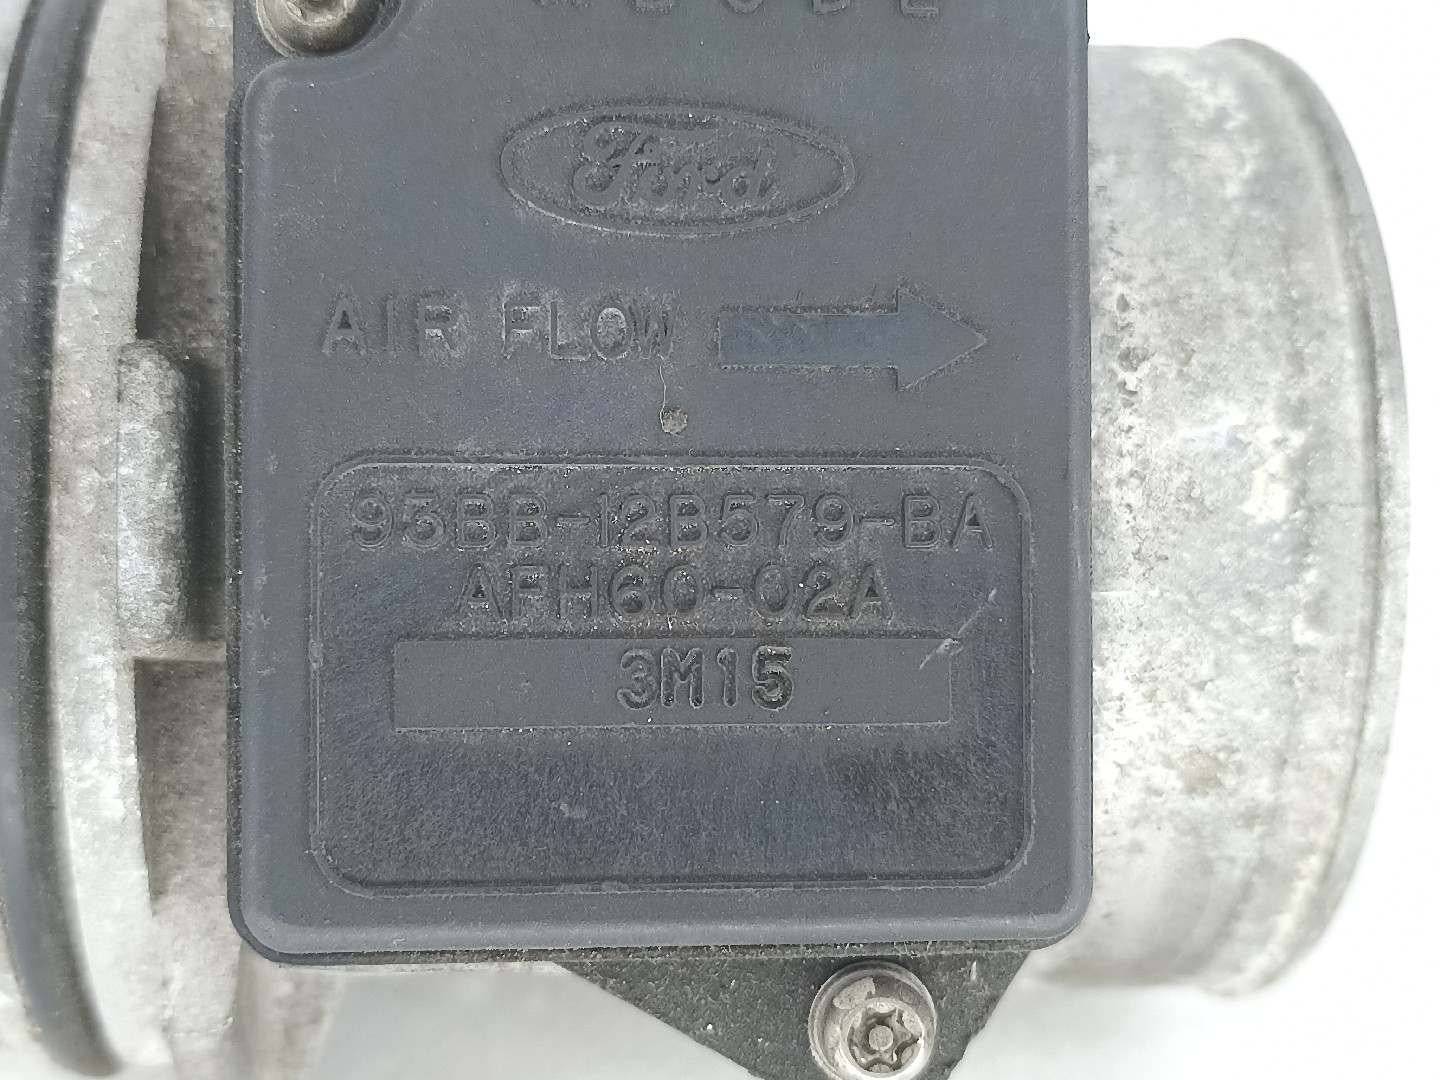 Ford
AIR FLOW
93BB-12B579-BA
AFH60-02A
3M15